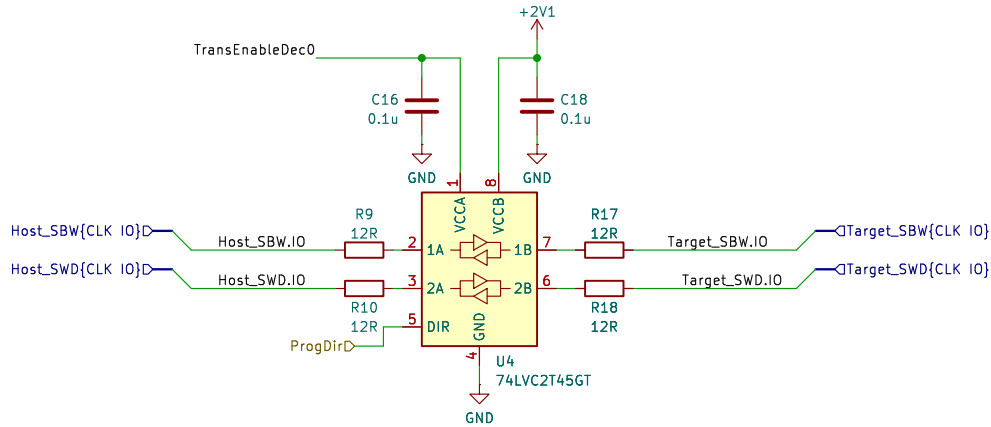 +2V1
TransEnableDec0
C16
0.1u
C18
0.1u
GND
GND
1
8
VCCA
VCCB
Host_SBW{CLK IO}
Host_SBW.IO
R9
12R
2
1A
1B
7
R17
12R
Target_SBW.IO
Target_SBW{CLK IO}
Host_SWD{CLK IO}
Host_SWD.IO
R10
12R
3
2A
2B
6
R18
12R
Target_SWD.IO
Target_SWD{CLK IO}
5
DIR
GND
ProgDir
4
U4
74LVC2T45GT
GND